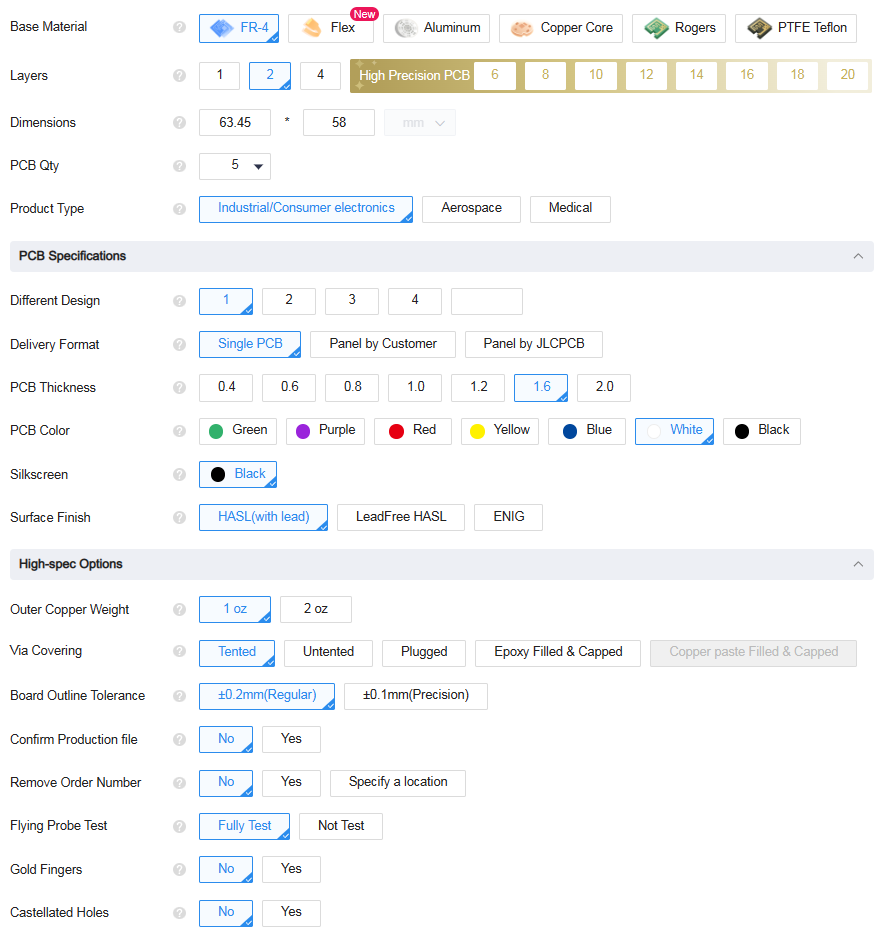 New
Base Material ? FR-4 Flex Aluminum Copper Core Rogers PTFE Teflon
Layers ? 1 2 4 High Precision PCB 6 8 10 12 14 16 18 20
Dimensions ? 63.45 * 58 mm
PCB Qty ? 5
Product Type ? Industrial/Consumer electronics Aerospace Medical
PCB Specifications
Different Design ? 1 2 3 4
Delivery Format ? Single PCB Panel by Customer Panel by JLCPCB
PCB Thickness ? 0.4 0.6 0.8 1.0 1.2 1.6 2.0
PCB Color ? Green Purple Red Yellow Blue White Black
Silkscreen ? Black
Surface Finish ? HASL(with lead) LeadFree HASL ENIG
High-spec Options
Outer Copper Weight ? 1 oz 2 oz
Via Covering ? Tented Untented Plugged Epoxy Filled & Capped Copper paste Filled & Capped
Board Outline Tolerance ? ±0.2mm(Regular) ±0.1mm(Precision)
Confirm Production file ? No Yes
Remove Order Number ? No Yes Specify a location
Flying Probe Test ? Fully Test Not Test
Gold Fingers ? No Yes
Castellated Holes ? No Yes